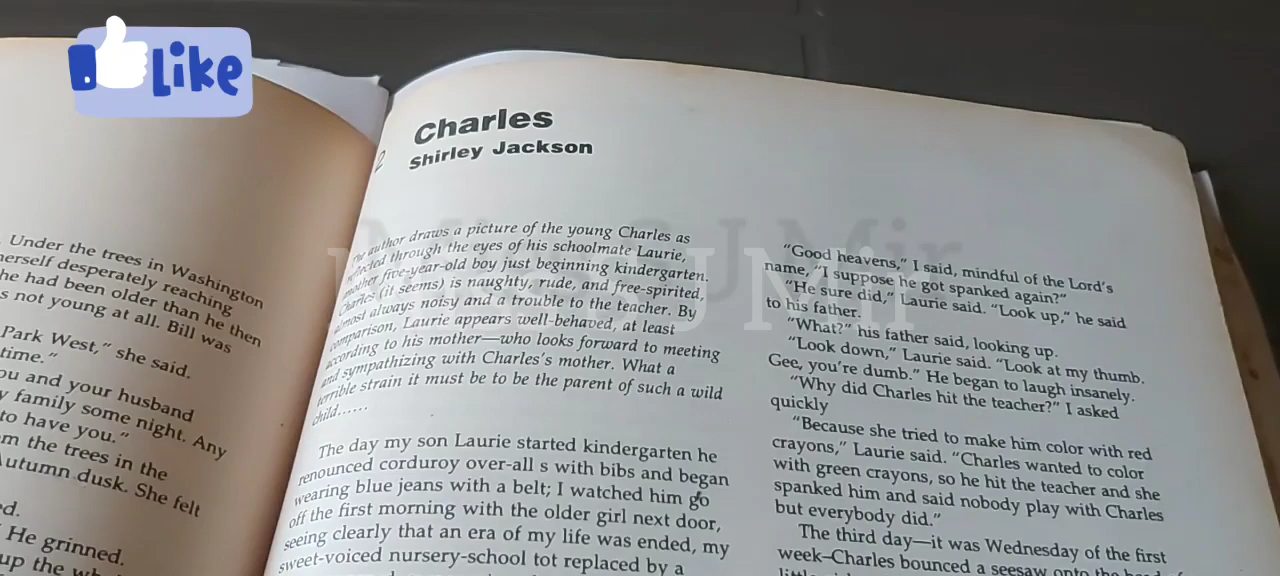 Like
Charles
Shirley Jackson
2
. Under the trees in Washington
herself desperately reaching
he had been older than he then
s not young at all. Bill was
Park West," she said.
time."
ou and your husband
y family some night. Any
to have you."
m the trees in the
Autumn dusk. She felt
ed.
He grinned.
up the
author draws a picture of the young Charles as
through the eyes of his schoolmate Laurie,
five-year-old boy just beginning kindergarten.
Charles (it seems) is naughty, rude, and free-spirited,
almost always noisy and a trouble to the teacher. By
comparison, Laurie appears well-behaved, at least
according to his mother—who looks forward to meeting
and sympathizing with Charles's mother. What a
terrible strain it must be to be the parent of such a wild
child......
The day my son Laurie started kindergarten he
renounced corduroy over-all s with bibs and began
wearing blue jeans with a belt; I watched him go
off the first morning with the older girl next door,
seeing clearly that an era of my life was ended, my
sweet-voiced nursery-school tot replaced by a
"Good heavens," I said, mindful of the Lord's
name, "I suppose he got spanked again?"
"He sure did," Laurie said. "Look up," he said
to his father.
"What?" his father said, looking up.
"Look down," Laurie said. "Look at my thumb.
Gee, you're dumb." He began to laugh insanely.
"Why did Charles hit the teacher?" I asked
quickly
"Because she tried to make him color with red
crayons," Laurie said. "Charles wanted to color
with green crayons, so he hit the teacher and she
spanked him and said nobody play with Charles
but everybody did."
The third day—it was Wednesday of the first
week–Charles bounced a seesaw onto the head of